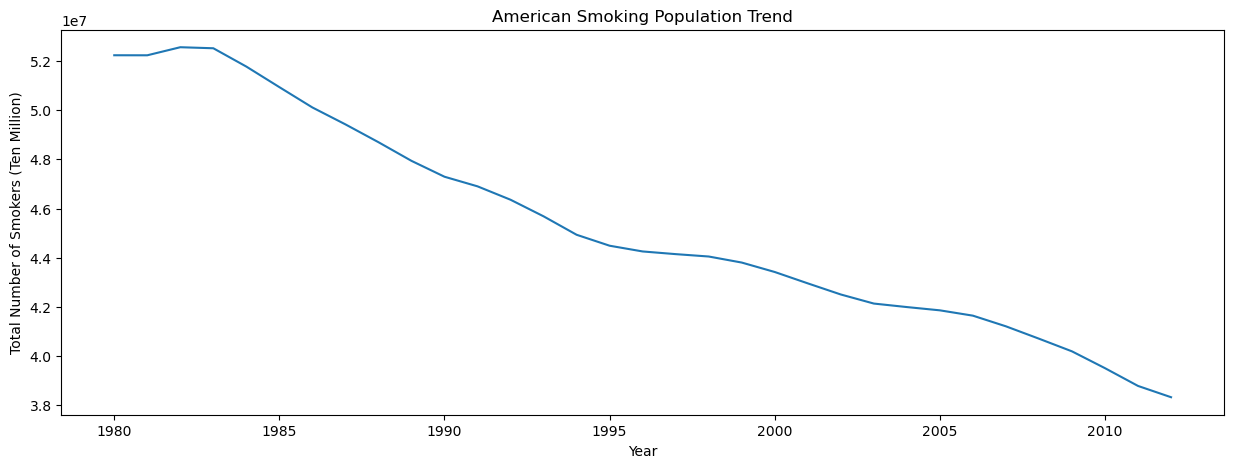 American Smoking Population Trend
1e7
Total Number of Smokers (Ten Million)
5.2
5.0
4.8
4.6
4.4
4.2
4.0
3.8
1980 1985 1990 1995 2000 2005 2010
Year